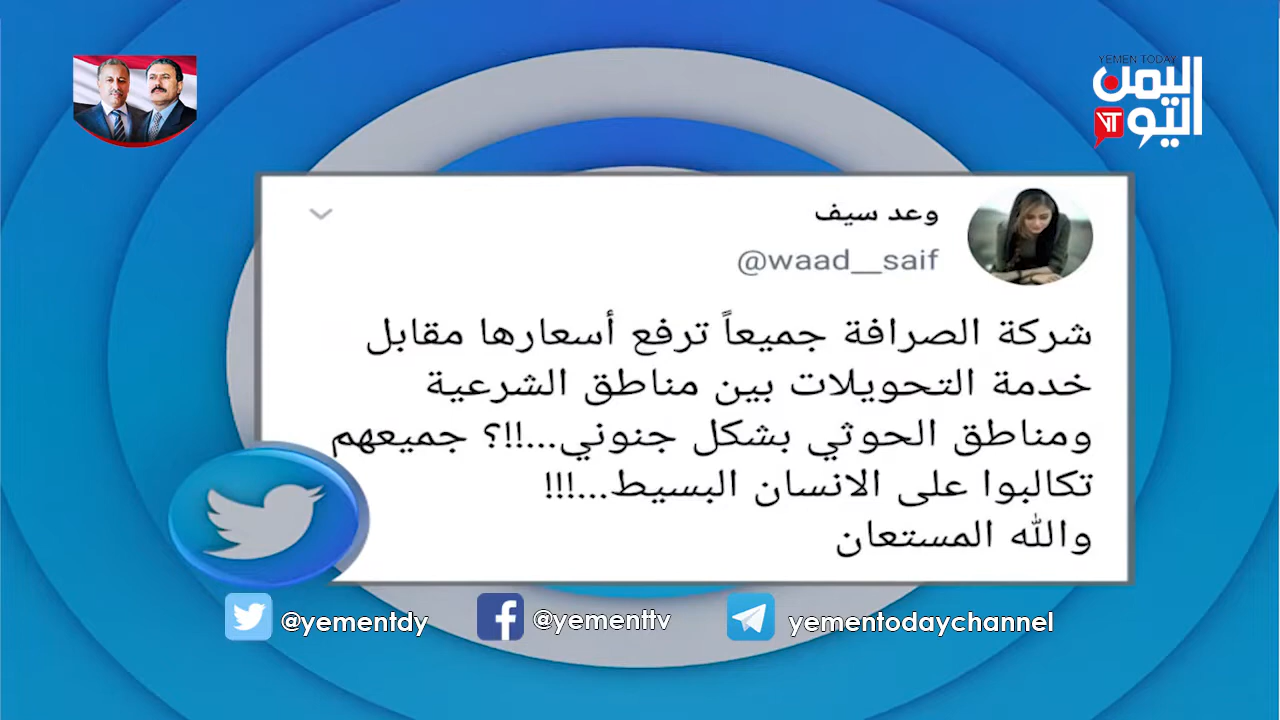 YEMEN TODAY
اليمن
اليوم
وعد سيف
@waad__saif
شركة الصرافة جميعاً ترفع أسعارها مقابل
خدمة التحويلات بين مناطق الشرعية
ومناطق الحوثي بشكل جنوني...!!؟ جميعهم
تكالبوا على الانسان البسيط...!!!
والله المستعان
@yementdy
@yementtv
yementodaychannel